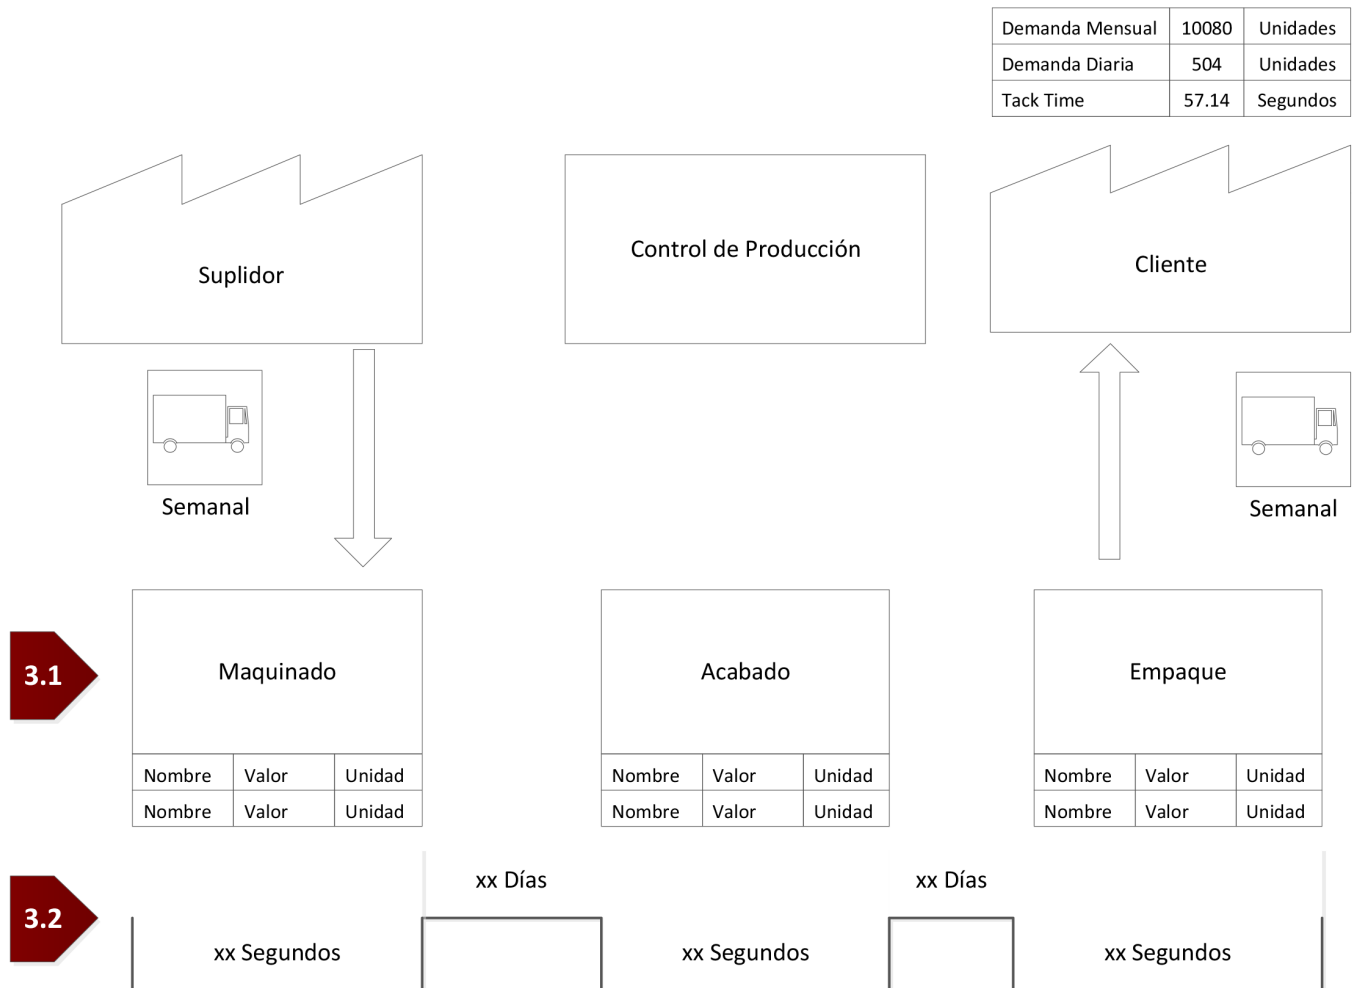 Demanda Mensual 10080 Unidades
Demanda Diaria 504 Unidades
Tack Time 57.14 Segundos
Suplidor
Control de Producción
Cliente
Semanal
Semanal
3.1
Maquinado
Acabado
Empaque
Nombre Valor Unidad Nombre Valor Unidad Nombre Valor Unidad
Nombre Valor Unidad Nombre Valor Unidad Nombre Valor Unidad
xx Días xx Días
3.2
xx Segundos xx Segundos xx Segundos